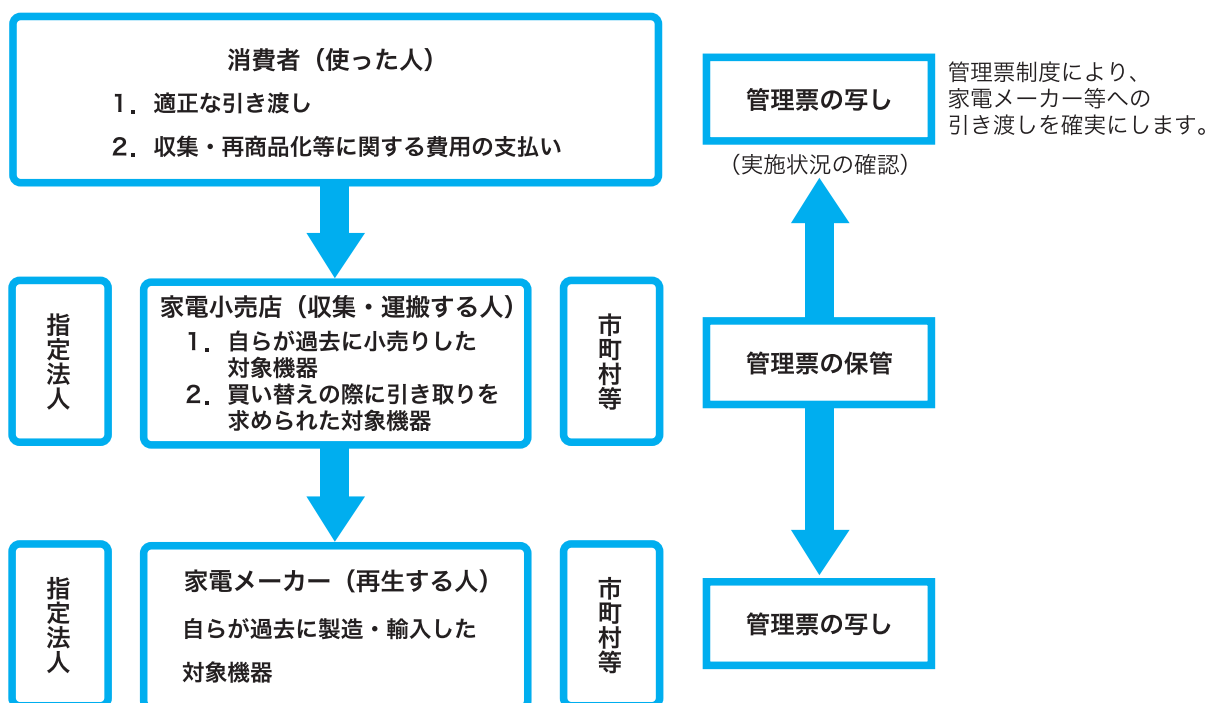 消費者（使った人）
1．適正な引き渡し
2．収集・再商品化等に関する費用の支払い
管理票の写し
管理票制度により、
家電メーカー等への
引き渡しを確実にします。
（実施状況の確認）
指定法人
家電小売店（収集・運搬する人）
1．自らが過去に小売りした
対象機器
2．買い替えの際に引き取りを
求められた対象機器
市町村等
管理票の保管
指定法人
家電メーカー（再生する人）
自らが過去に製造・輸入した
対象機器
市町村等
管理票の写し